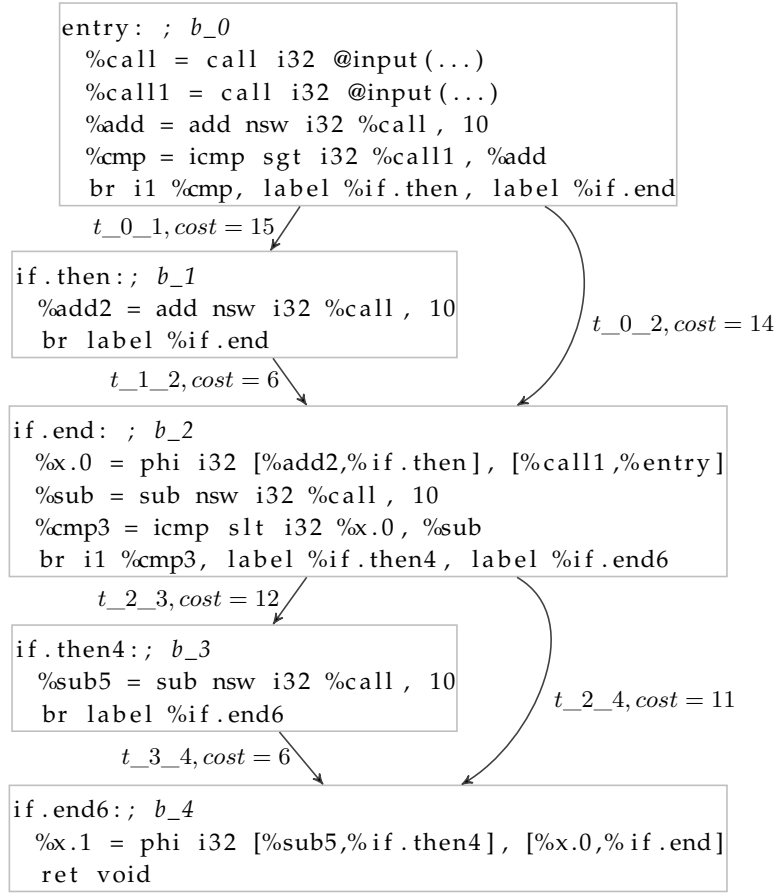 entry: ; b_0
%call = call i32 @input(...)
%call1 = call i32 @input(...)
%add = add nsw i32 %call, 10
%cmp = icmp sgt i32 %call1, %add
br i1 %cmp, label %if.then, label %if.end
t_0_1, cost = 15
if.then:; b_1
%add2 = add nsw i32 %call, 10
br label %if.end
t_0_2, cost = 14
t_1_2, cost = 6
if.end: ; b_2
%x.0 = phi i32 [%add2,%if.then], [%call1,%entry]
%sub = sub nsw i32 %call, 10
%cmp3 = icmp slt i32 %x.0, %sub
br i1 %cmp3, label %if.then4, label %if.end6
t_2_3, cost = 12
if.then4:; b_3
%sub5 = sub nsw i32 %call, 10
br label %if.end6
t_2_4, cost = 11
t_3_4, cost = 6
if.end6:; b_4
%x.1 = phi i32 [%sub5,%if.then4], [%x.0,%if.end]
ret void